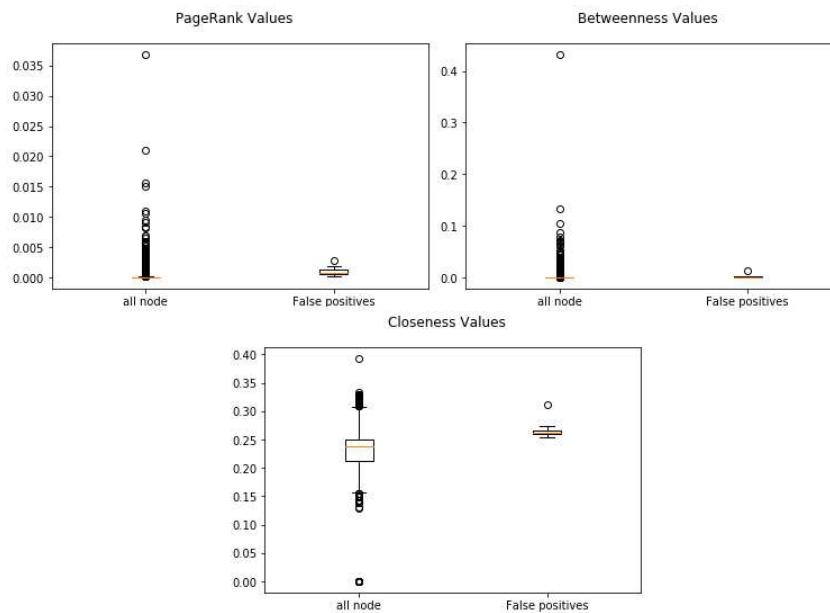 PageRank Values
0.035
0.030
0.025
0.020
0.015
0.010
0.005
0.000
all node
False positives
Betweenness Values
0.4
0.3
0.2
0.1
0.0
all node
False positives
Closeness Values
0.40
0.35
0.30
0.25
0.20
0.15
0.10
0.05
0.00
all node
False positives